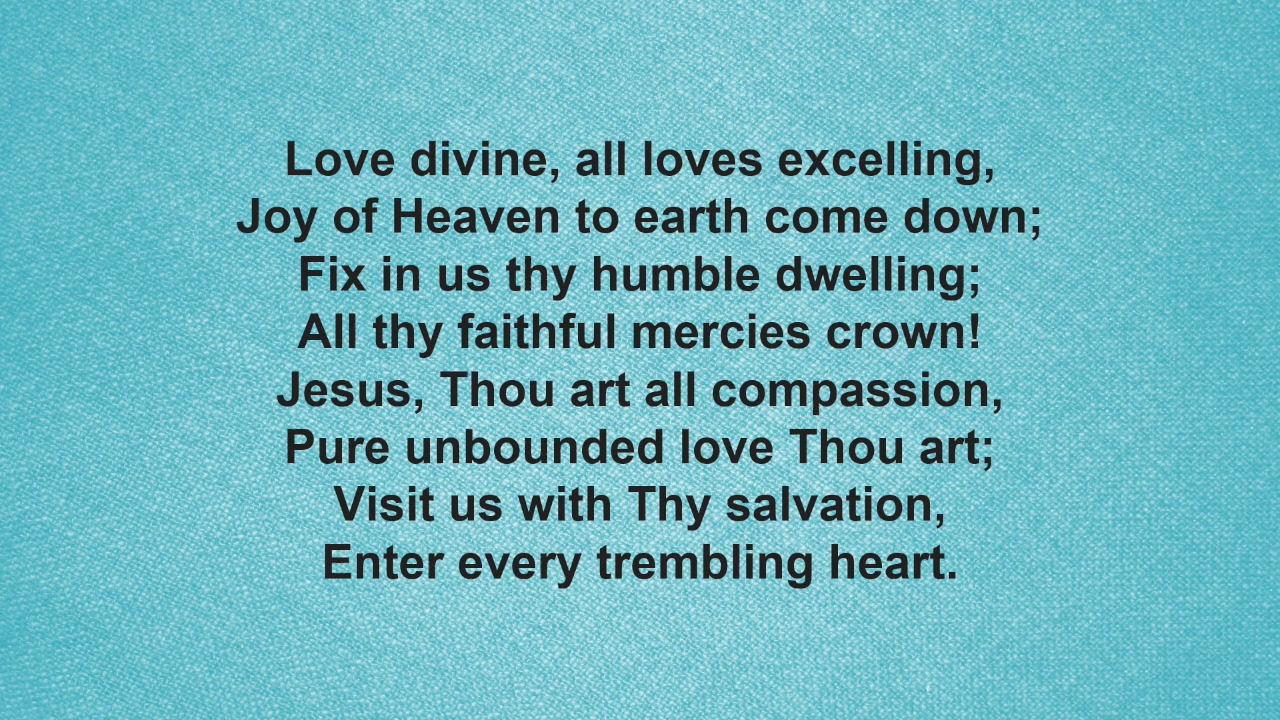 Love divine, all loves excelling,
Joy of Heaven to earth come down;
Fix in us thy humble dwelling;
All thy faithful mercies crown!
Jesus, Thou art all compassion,
Pure unbounded love Thou art;
Visit us with Thy salvation,
Enter every trembling heart.